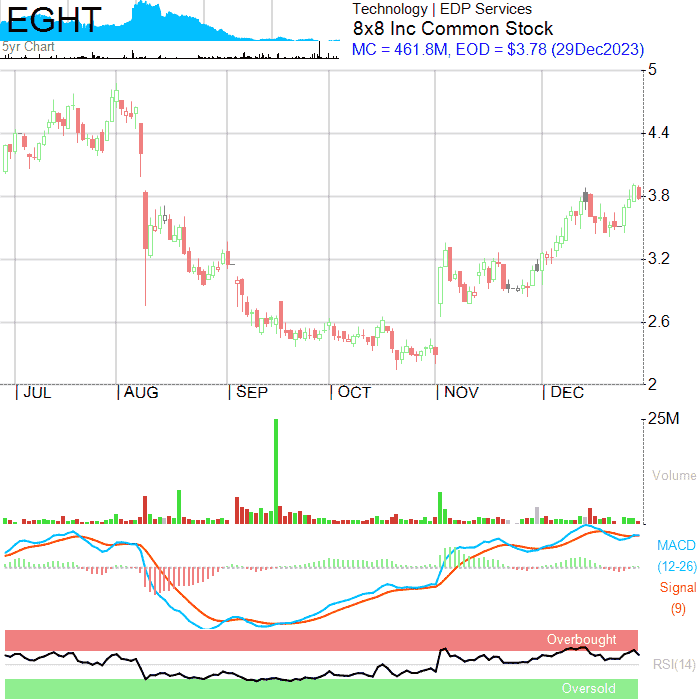 EGHT
5yr Chart
Technology | EDP Services
8x8 Inc Common Stock
MC = 461.8M, EOD = $3.78 (29Dec2023)
5
4.4
3.8
3.2
2.6
2
JUL AUG SEP OCT NOV DEC
25M
Volume
MACD
(12-26)
Signal
(9)
Overbought
RSI(14)
Oversold